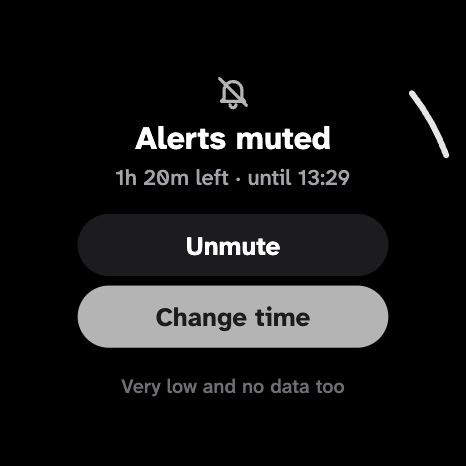 Alerts muted
1h 20m left · until 13:29
Unmute
Change time
Very low and no data too